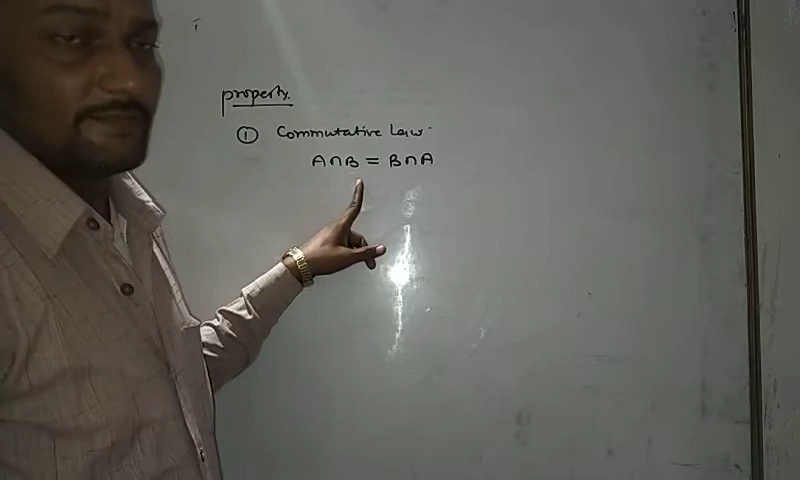 property.
① Commutative Law.
A∩B = B∩A